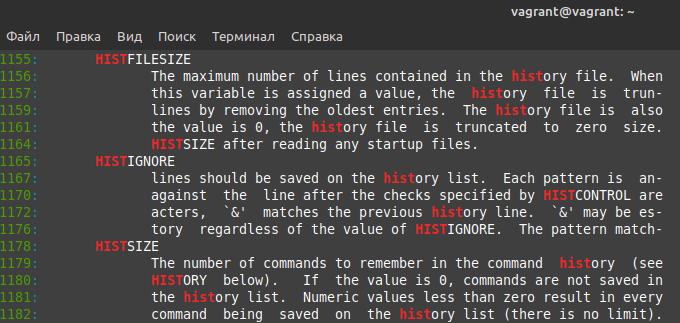 vagrant@vagrant: ~
Файл Правка Вид Поиск Терминал Справка
1155: HISTFILESIZE
1156: The maximum number of lines contained in the history file. When
1157: this variable is assigned a value, the history file is trun-
1159: lines by removing the oldest entries. The history file is also
1161: the value is 0, the history file is truncated to zero size.
1164: HISTSIZE after reading any startup files.
1165: HISTIGNORE
1167: lines should be saved on the history list. Each pattern is an-
1170: against the line after the checks specified by HISTCONTROL are
1172: acters, `&' matches the previous history line. `&' may be es-
1176: tory regardless of the value of HISTIGNORE. The pattern match-
1178: HISTSIZE
1179: The number of commands to remember in the command history (see
1180: HISTORY below). If the value is 0, commands are not saved in
1181: the history list. Numeric values less than zero result in every
1182: command being saved on the history list (there is no limit).